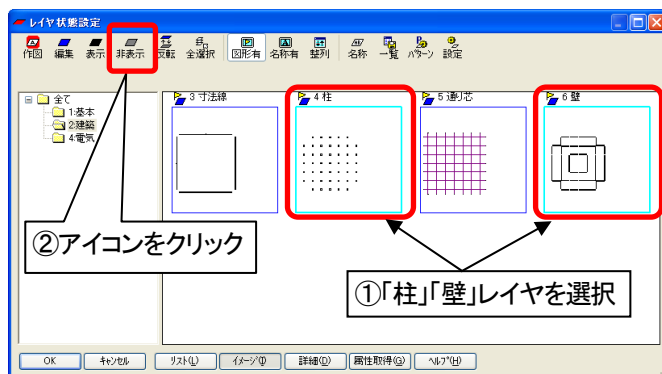 レイヤ状態設定
作図 編集 表示 非表示 反転 全選択 図形有 名称有 整列 名称 一覧 パターン 設定
全て
1:基本
2:建築
4:電気
3 寸法線 4 柱 5 通り芯 6 壁
②アイコンをクリック
①「柱」「壁」レイヤを選択
OK キャンセル リスト(L) イメージ(I) 詳細(D) 属性取得(G) ヘルプ(H)